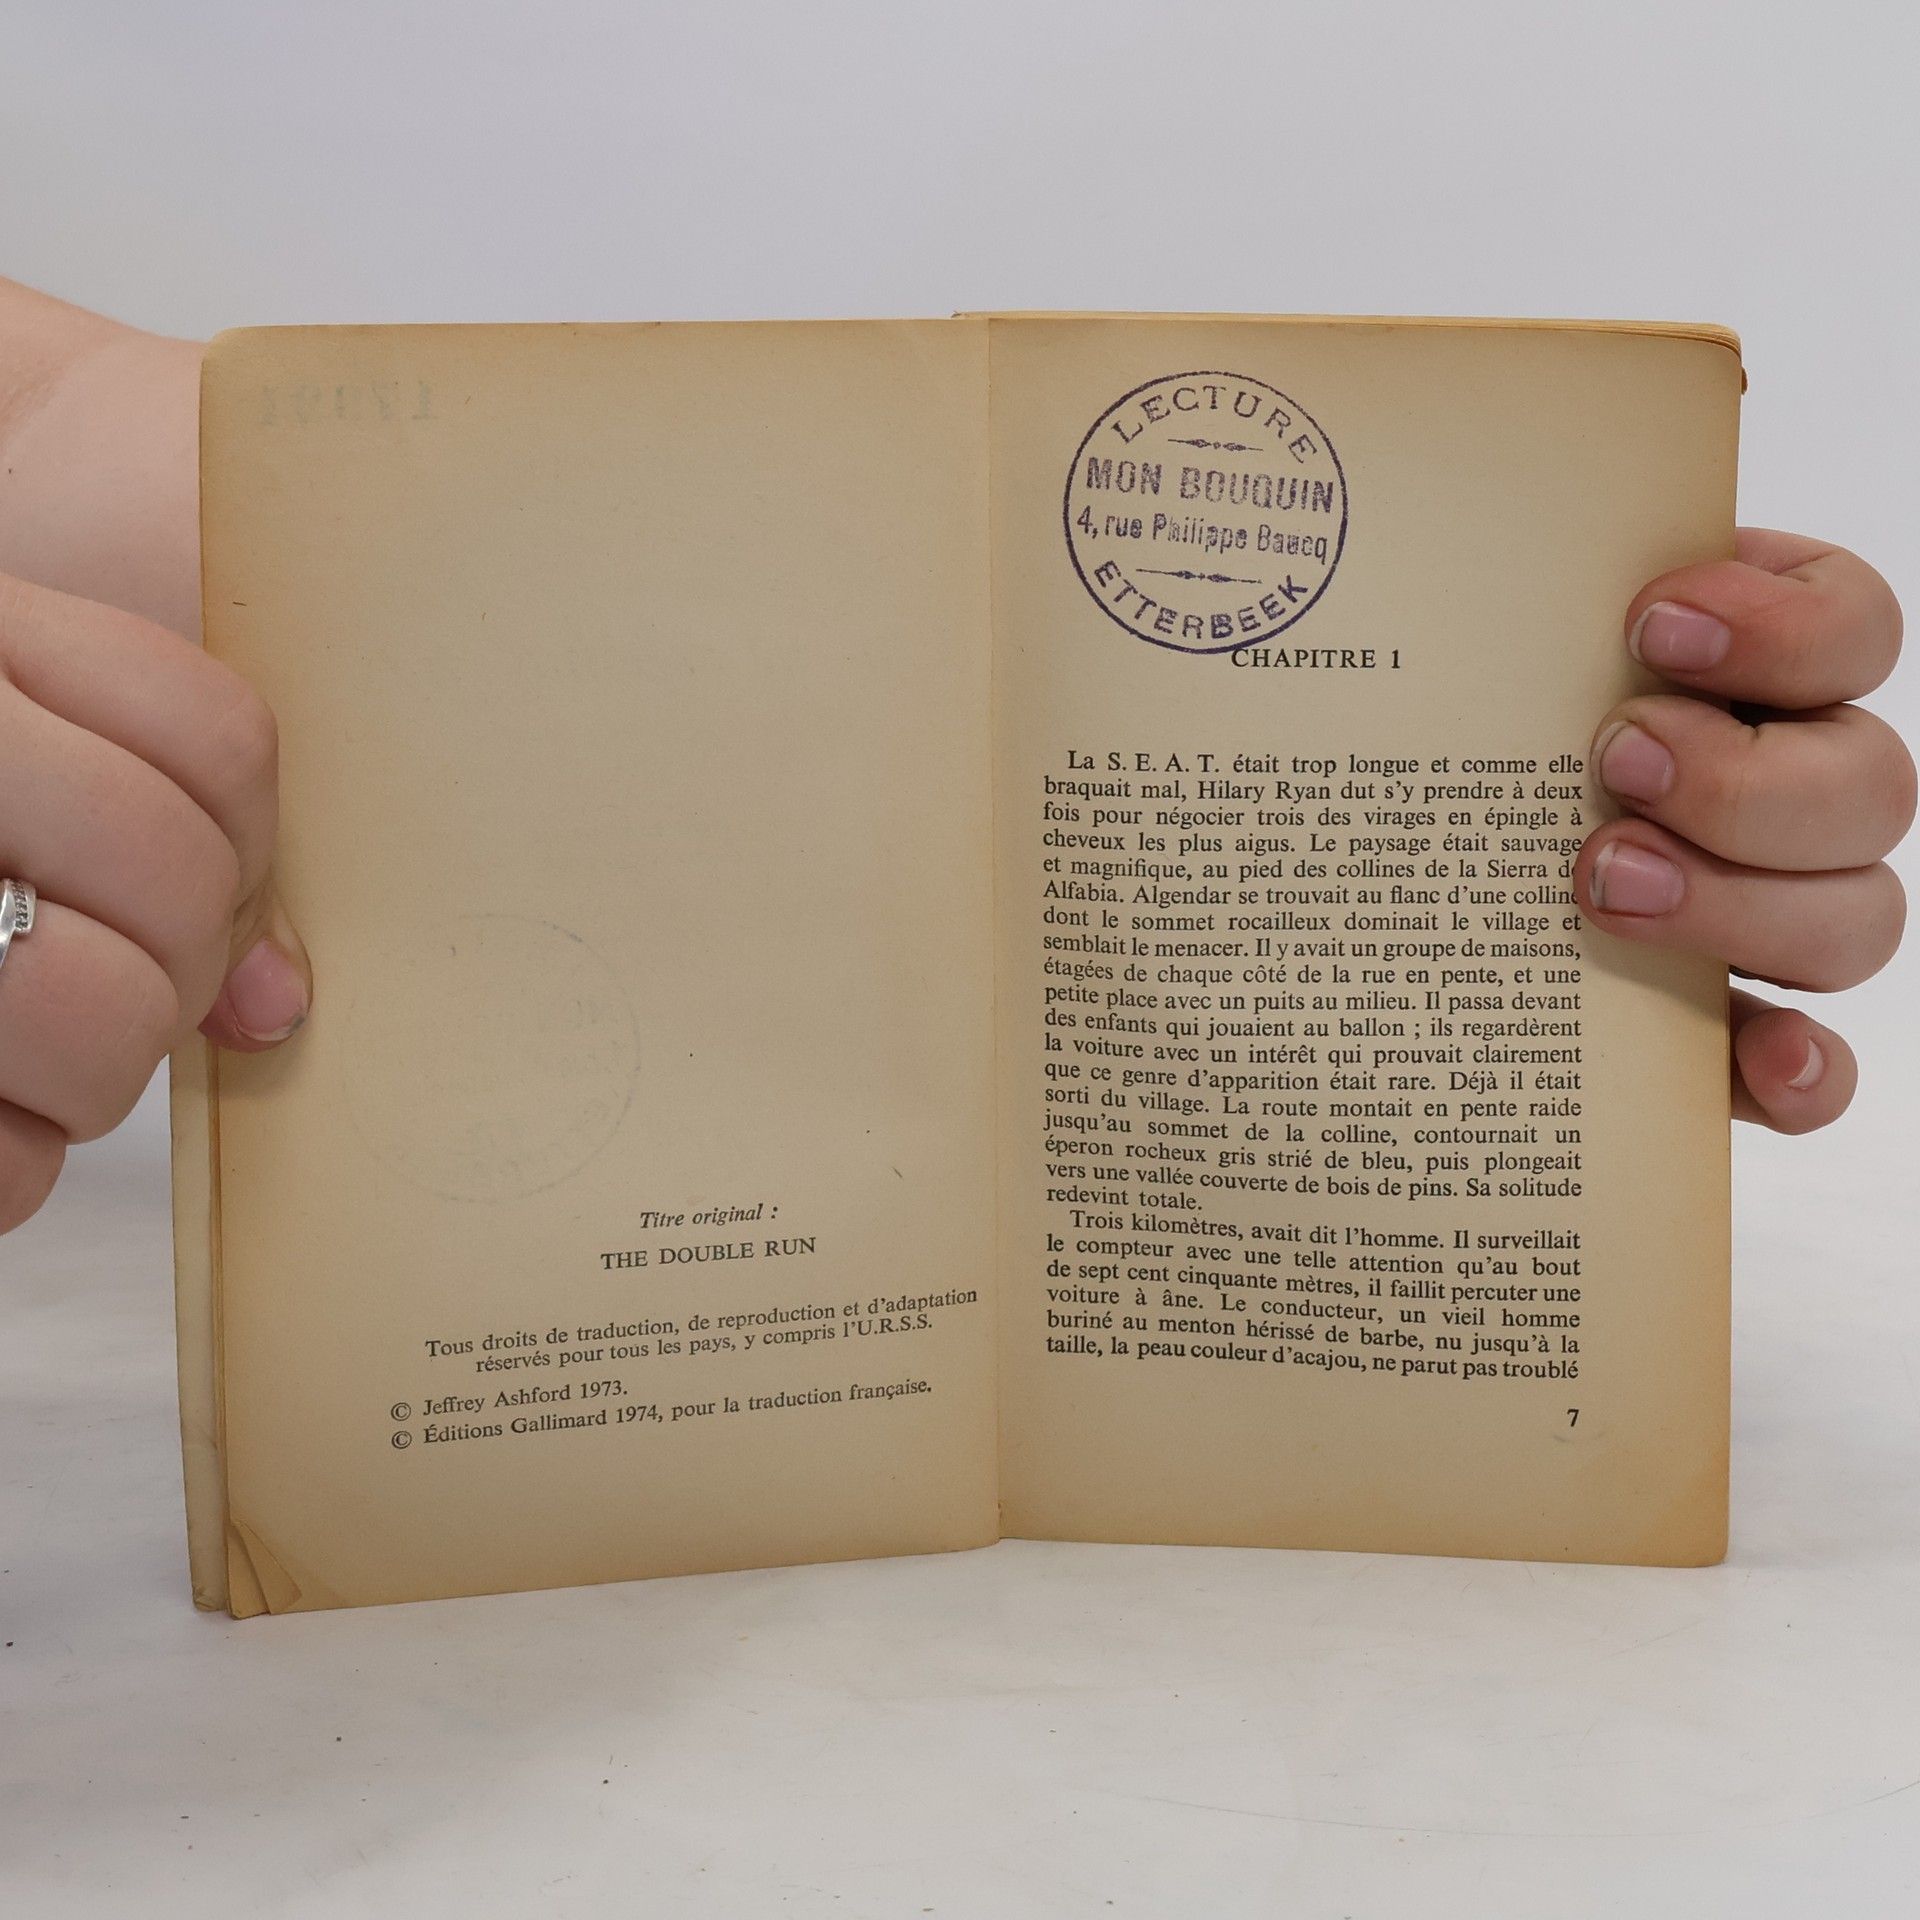 Titre original :
THE DOUBLE RUN
Tous droits de traduction, de reproduction et d'adaptation
réservés pour tous les pays, y compris l'U.R.S.S.
© Jeffrey Ashford 1973.
© Éditions Gallimard 1974, pour la traduction française.
LECTURE
MON BOUQUIN
4, rue Philippe Baucq
ETTERBEEK
CHAPITRE 1
La S. E. A. T. était trop longue et comme elle
braquait mal, Hilary Ryan dut s'y prendre à deux
fois pour négocier trois des virages en épingle à
cheveux les plus aigus. Le paysage était sauvage
et magnifique, au pied des collines de la Sierra de
Alfabia. Algendar se trouvait au flanc d'une colline
dont le sommet rocailleux dominait le village et
semblait le menacer. Il y avait un groupe de maisons,
étagées de chaque côté de la rue en pente, et une
petite place avec un puits au milieu. Il passa devant
des enfants qui jouaient au ballon ; ils regardèrent
la voiture avec un intérêt qui prouvait clairement
que ce genre d'apparition était rare. Déjà il était
sorti du village. La route montait en pente raide
jusqu'au sommet de la colline, contournait un
éperon rocheux gris strié de bleu, puis plongeait
vers une vallée couverte de bois de pins. Sa solitude
redevint totale.
Trois kilomètres, avait dit l'homme. Il surveillait
le compteur avec une telle attention qu'au bout
de sept cent cinquante mètres, il faillit percuter une
voiture à âne. Le conducteur, un vieil homme
buriné au menton hérissé de barbe, nu jusqu'à la
taille, la peau couleur d'acajou, ne parut pas troublé
7